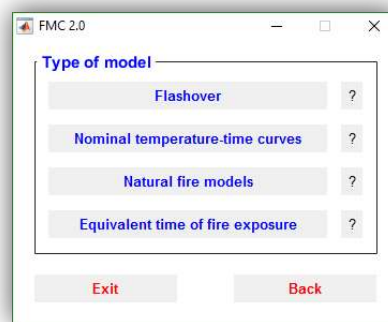 FMC 2.0
Type of model
Flashover ?
Nominal temperature-time curves ?
Natural fire models ?
Equivalent time of fire exposure ?
Exit Back